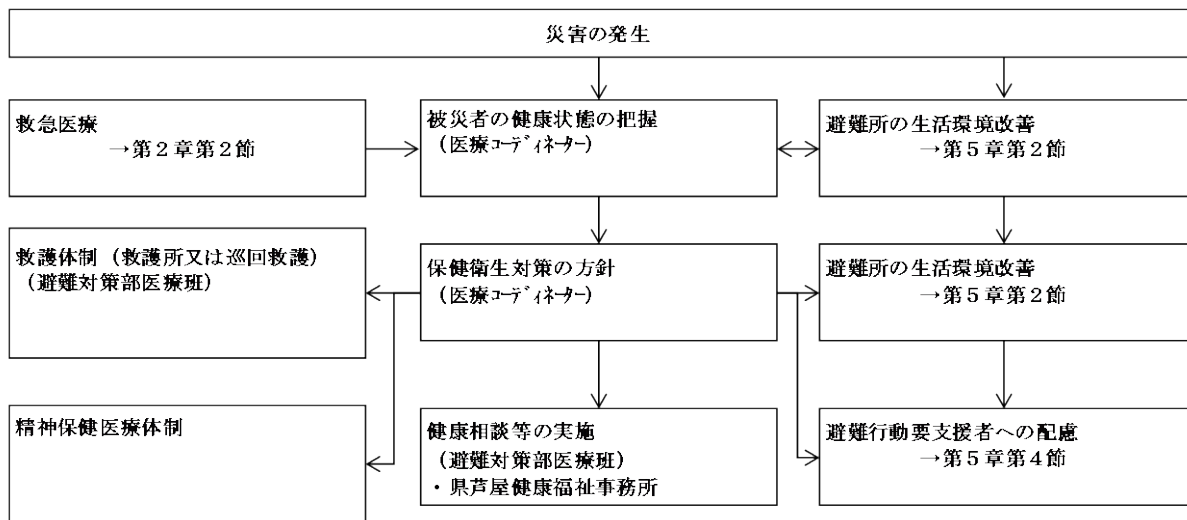 災害の発生
救急医療
→第２章第２節
被災者の健康状態の把握
（医療ｺｰﾃﾞｨﾈｰﾀｰ）
避難所の生活環境改善
→第５章第２節
救護体制（救護所又は巡回救護）
（避難対策部医療班）
保健衛生対策の方針
（医療ｺｰﾃﾞｨﾈｰﾀｰ）
避難所の生活環境改善
→第５章第２節
精神保健医療体制
健康相談等の実施
（避難対策部医療班）
・県芦屋健康福祉事務所
避難行動要支援者への配慮
→第５章第４節